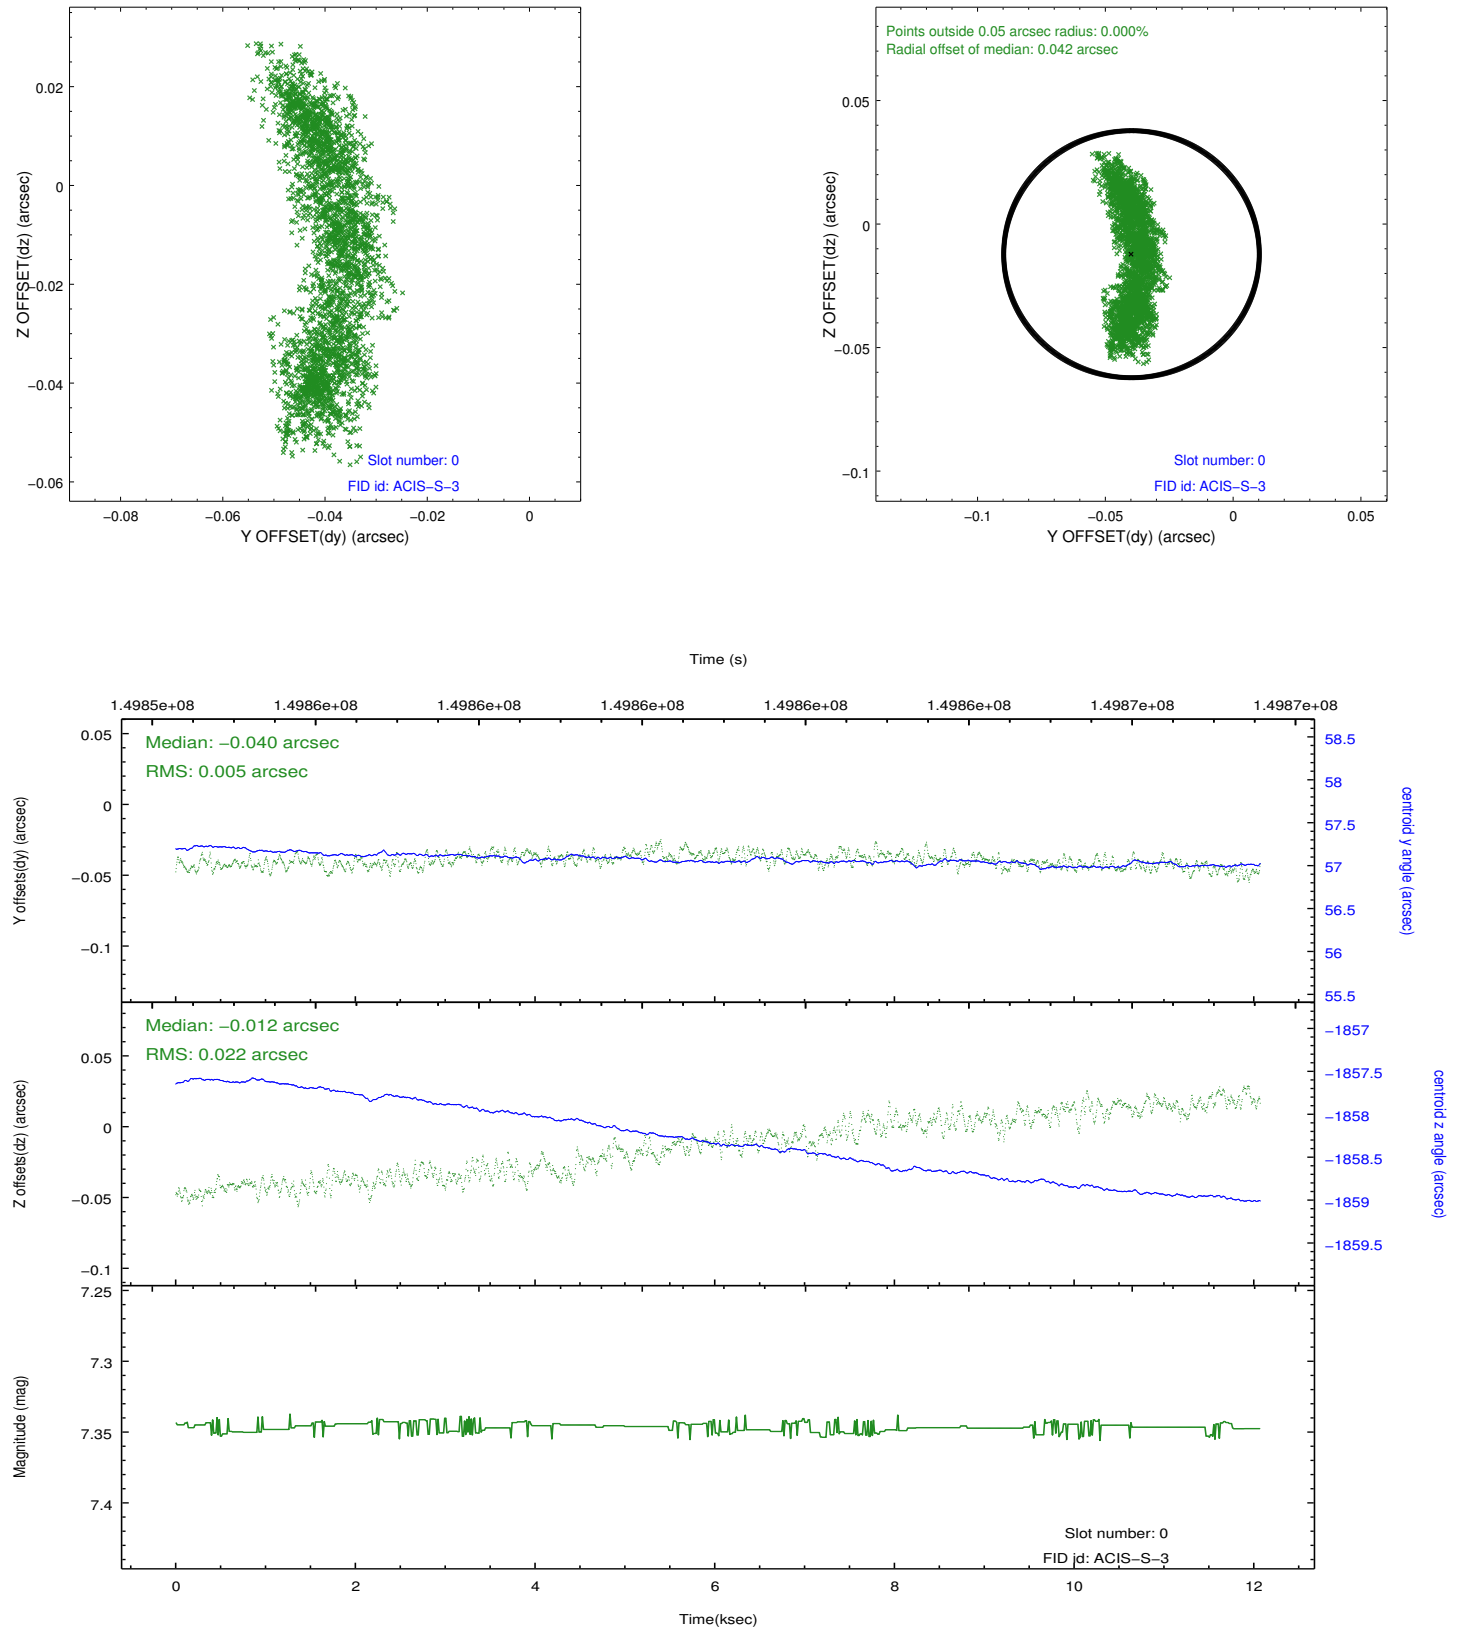 0.02
0
−0.02
−0.04
−0.06
Z OFFSET(dz) (arcsec)
Slot number: 0
FID id: ACIS−S−3
−0.08
−0.06
−0.04
−0.02
0
Y OFFSET(dy) (arcsec)
Points outside 0.05 arcsec radius: 0.000%
Radial offset of median: 0.042 arcsec
0.05
0
−0.05
−0.1
Z OFFSET(dz) (arcsec)
Slot number: 0
FID id: ACIS−S−3
−0.1
−0.05
0
0.05
Y OFFSET(dy) (arcsec)
Time (s)
1.4985e+08
1.4986e+08
1.4986e+08
1.4986e+08
1.4986e+08
1.4986e+08
1.4987e+08
1.4987e+08
Median: −0.040 arcsec
RMS: 0.005 arcsec
0.05
0
−0.05
−0.1
Y offsets(dy) (arcsec)
58.5
58
57.5
57
56.5
56
55.5
centroid y angle (arcsec)
Median: −0.012 arcsec
RMS: 0.022 arcsec
0.05
0
−0.05
−0.1
Z offsets(dz) (arcsec)
−1857
−1857.5
−1858
−1858.5
−1859
−1859.5
centroid z angle (arcsec)
7.25
7.3
7.35
7.4
Magnitude (mag)
Slot number: 0
FID id: ACIS−S−3
0
2
4
6
8
10
12
Time(ksec)